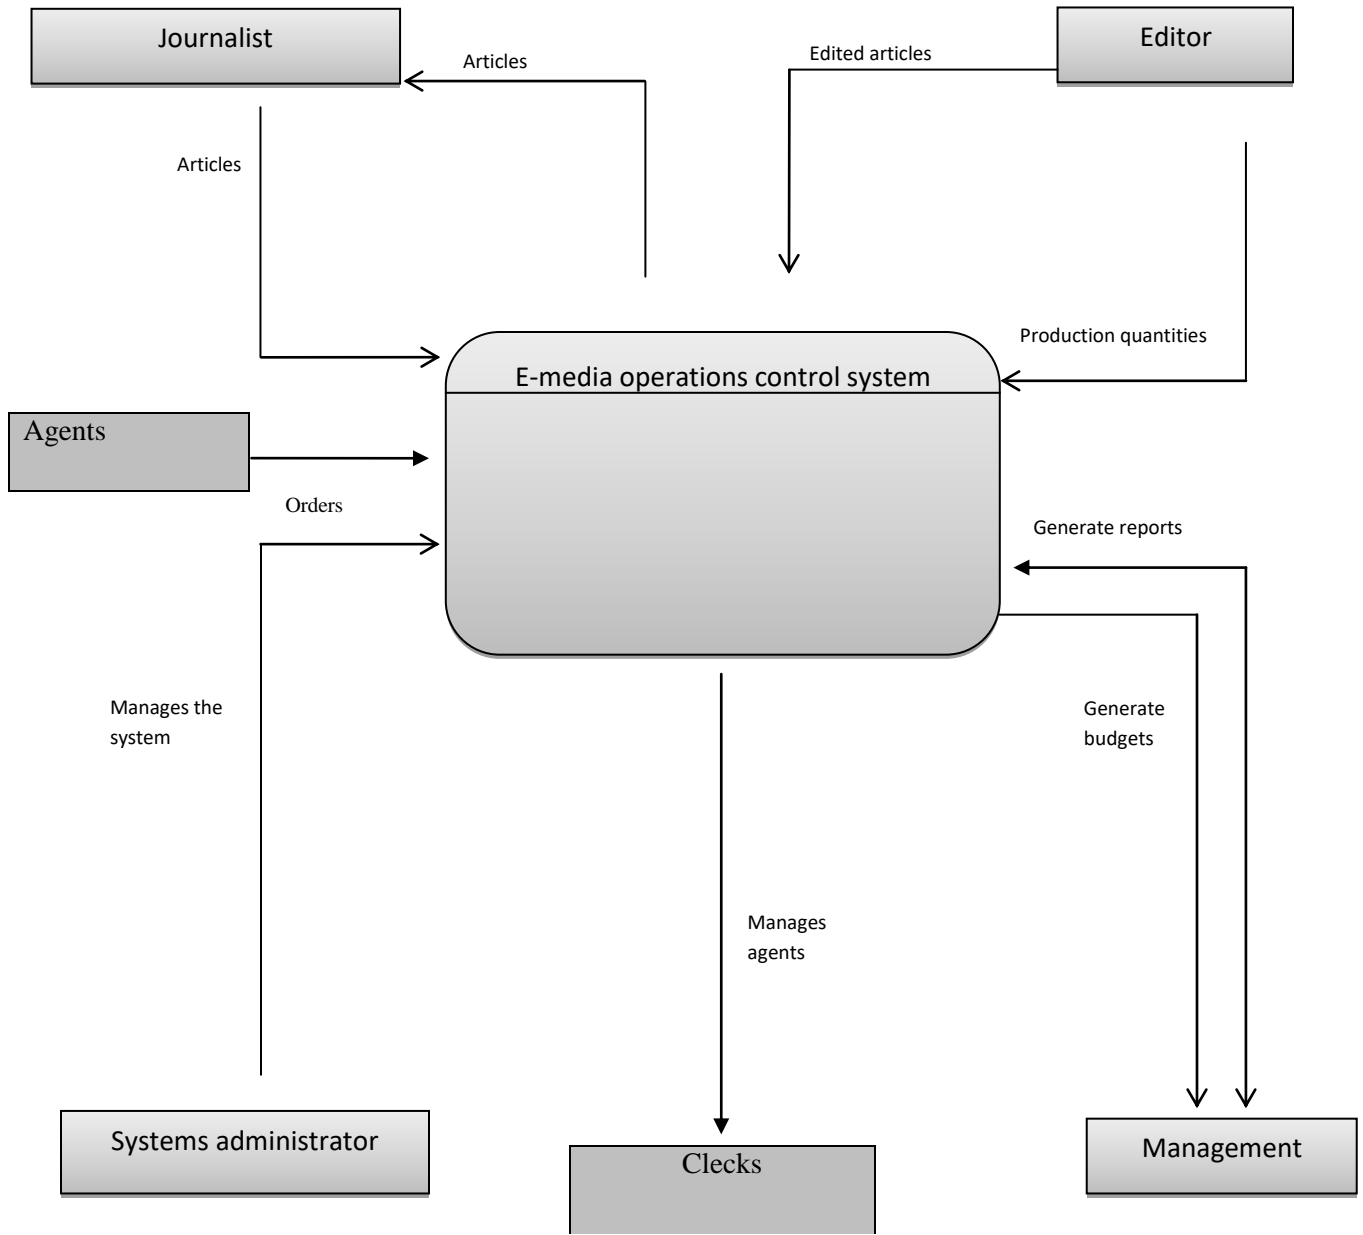 Journalist
Editor
Articles
Edited articles
Articles
Production quantities
E-media operations control system
Agents
Orders
Generate reports
Manages the
system
Generate
budgets
Manages
agents
Systems administrator
Clecks
Management